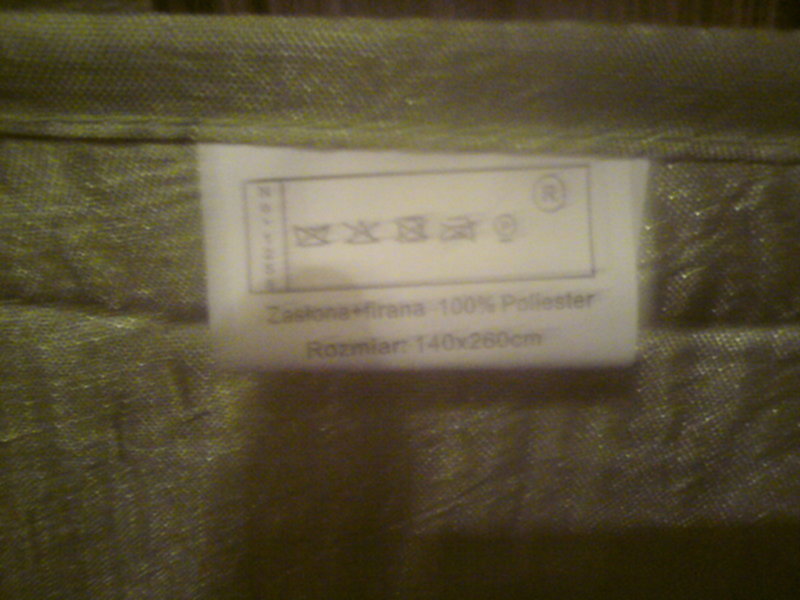 ®
Zasłona+firana 100% Poliester
Rozmiar: 140x260cm